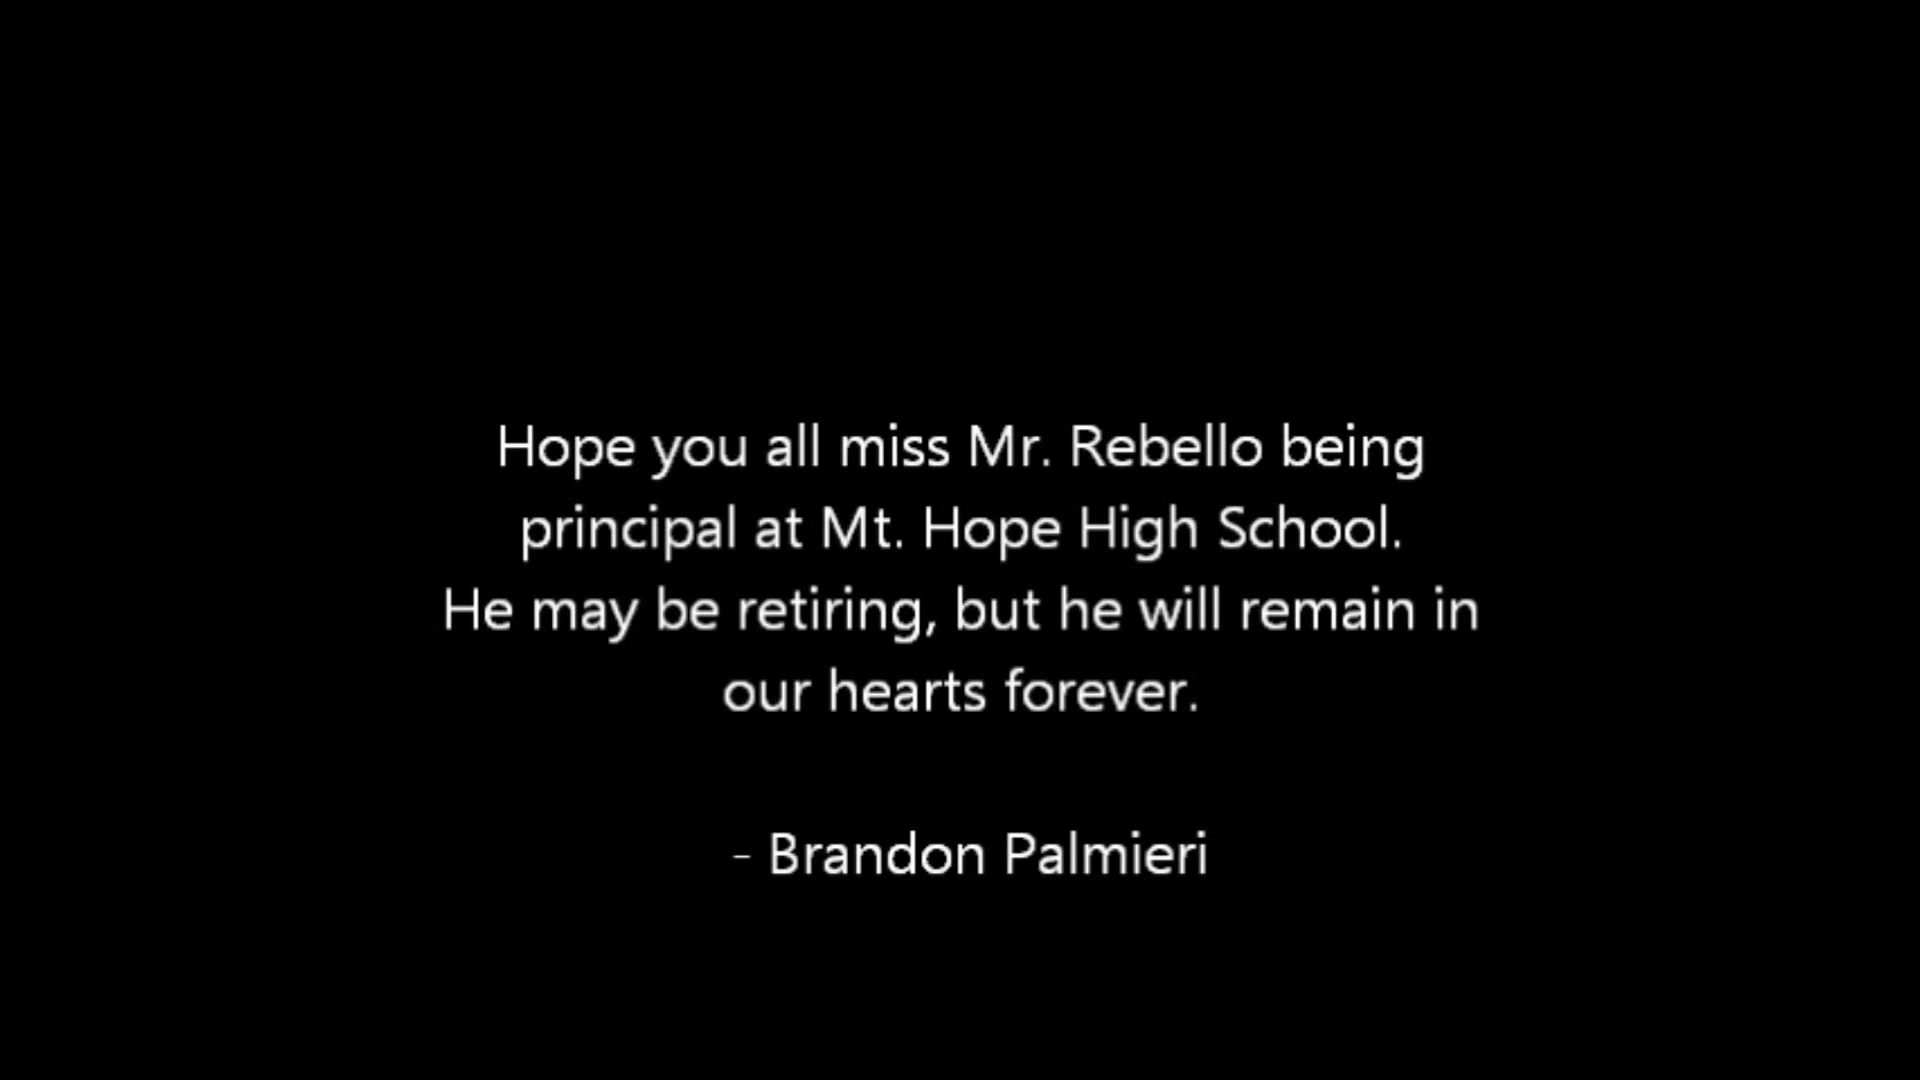 Hope you all miss Mr. Rebello being
principal at Mt. Hope High School.
He may be retiring, but he will remain in
our hearts forever.
- Brandon Palmieri